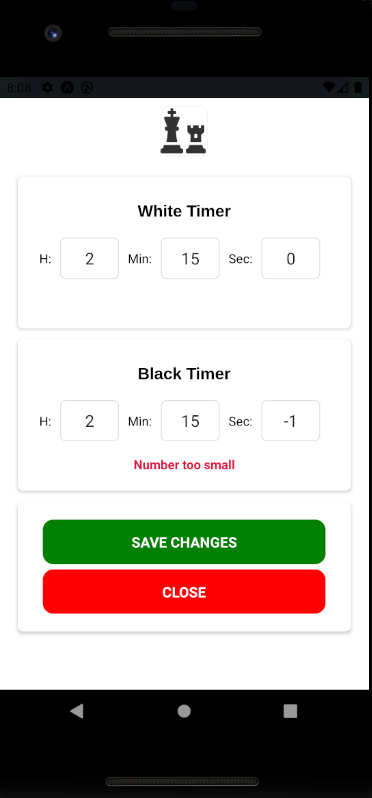 8:08
White Timer
H: 2 Min: 15 Sec: 0
Black Timer
H: 2 Min: 15 Sec: -1
Number too small
SAVE CHANGES
CLOSE